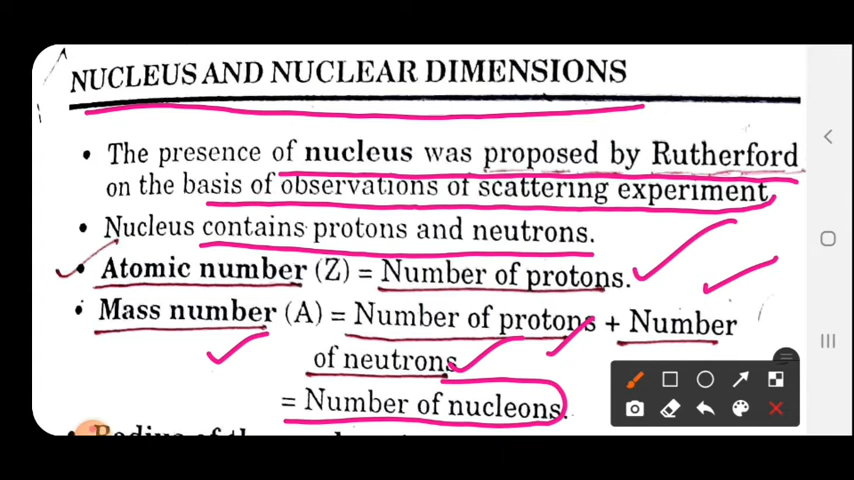 NUCLEUS AND NUCLEAR DIMENSIONS
• The presence of nucleus was proposed by Rutherford
on the basis of observations of scattering experiment
• Nucleus contains protons and neutrons.
• Atomic number (Z) = Number of protons.
• Mass number (A) = Number of protons + Number
of neutrons
= Number of nucleons.